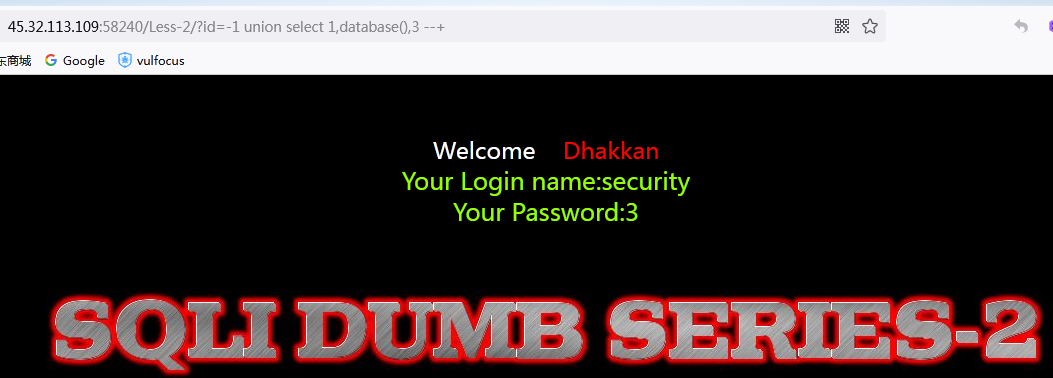 45.32.113.109:58240/Less-2/?id=-1 union select 1,database(),3 --+
东商城 Google vulfocus
Welcome Dhakkan
Your Login name:security
Your Password:3
SQLI DUMB SERIES-2